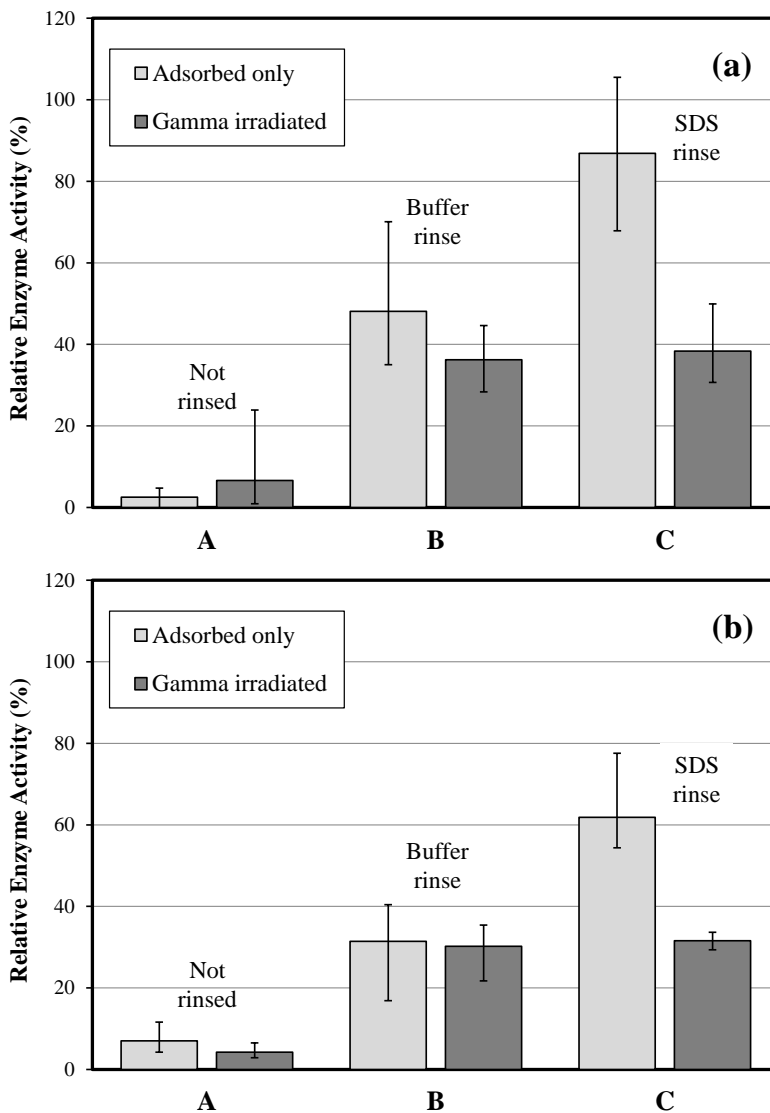 (a)
Adsorbed only
Gamma irradiated
Relative Enzyme Activity (%)
120
100
80
60
40
20
0
Not
rinsed
Buffer
rinse
SDS
rinse
A
B
C
(b)
Adsorbed only
Gamma irradiated
Relative Enzyme Activity (%)
120
100
80
60
40
20
0
Not
rinsed
Buffer
rinse
SDS
rinse
A
B
C